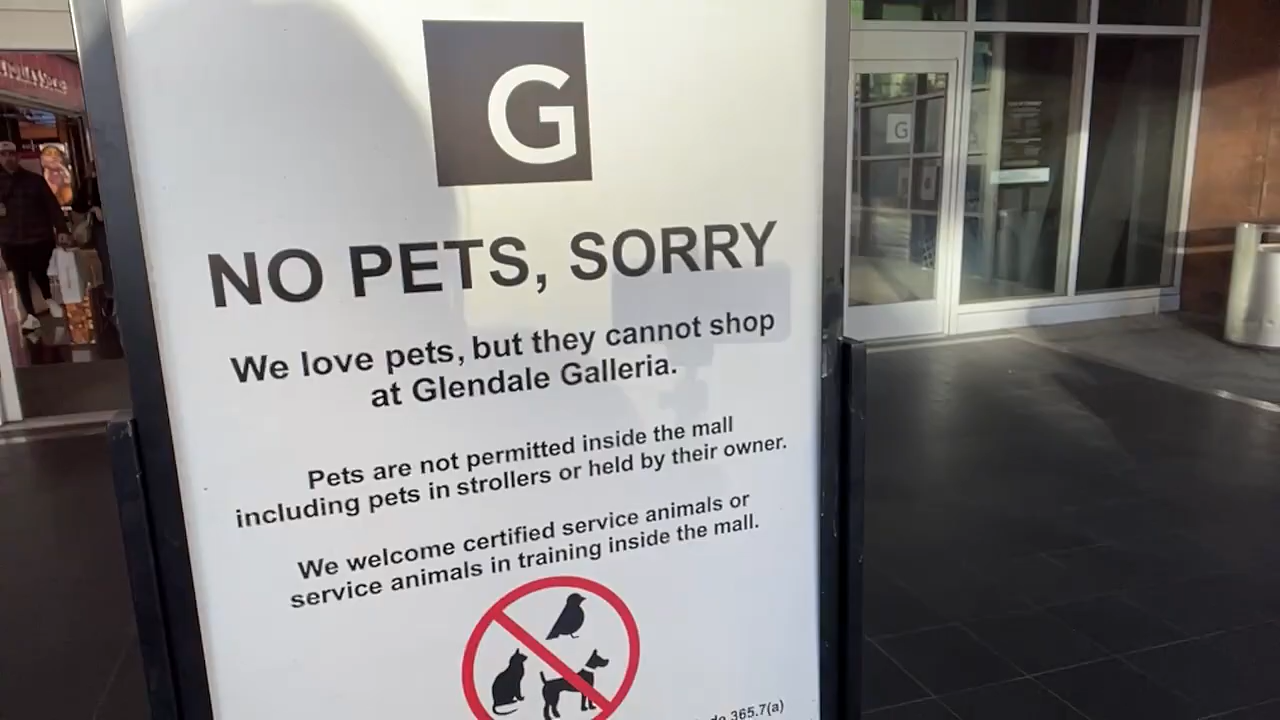 G
NO PETS, SORRY
We love pets, but they cannot shop
at Glendale Galleria.
Pets are not permitted inside the mall
including pets in strollers or held by their owner.
We welcome certified service animals or
service animals in training inside the mall.
365.7(a)
G